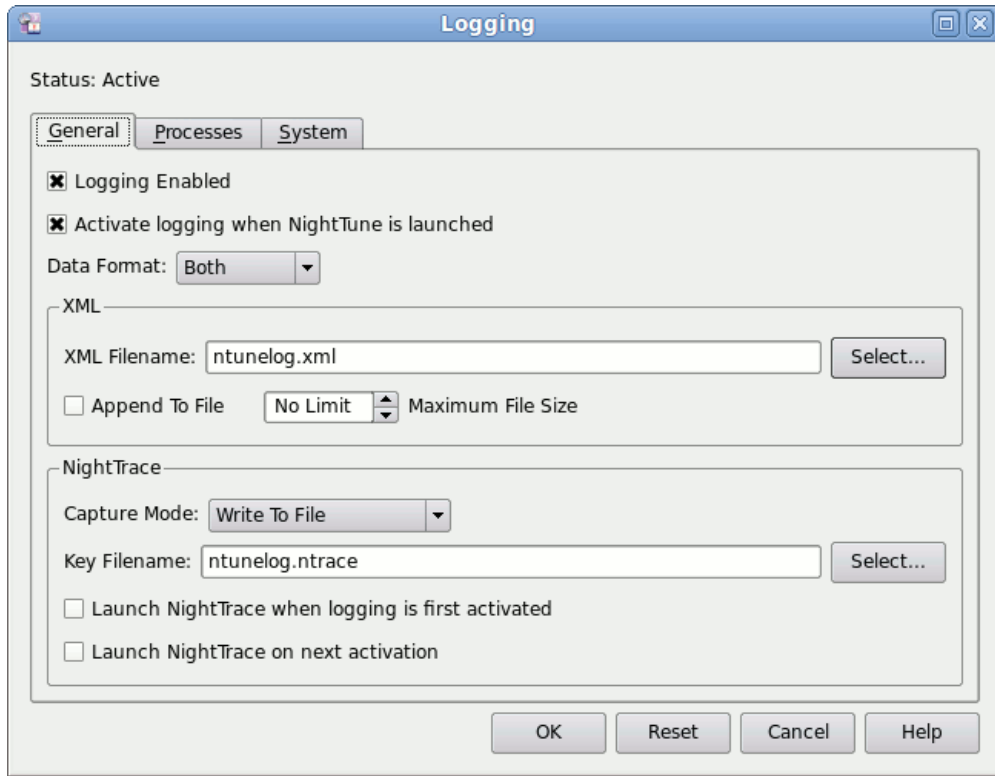 Logging
Status: Active
General Processes System
Logging Enabled
Activate logging when NightTune is launched
Data Format: Both
XML
XML Filename: ntunelog.xml Select...
Append To File No Limit Maximum File Size
NightTrace
Capture Mode: Write To File
Key Filename: ntunelog.ntrace Select...
Launch NightTrace when logging is first activated
Launch NightTrace on next activation
OK Reset Cancel Help